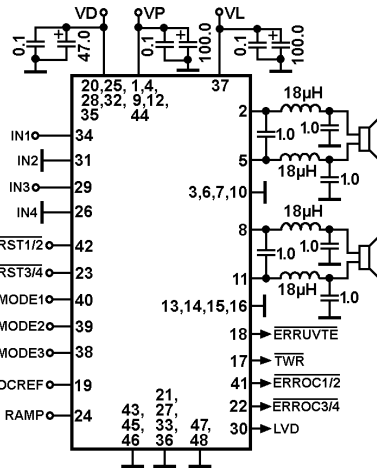 VD VP VL
0.1 + 47.0 0.1 + 100.0 0.1 + 100.0
20,25, 1,4, 37
28,32, 9,12,
35 44
2 18µH
1.0 1.0
5 18µH
1.0
3,6,7,10
8 18µH
1.0 1.0
11 18µH
1.0
13,14,15,16
IN1 34
IN2 31
IN3 29
IN4 26
RST1/2 42
RST3/4 23
MODE1 40
MODE2 39
MODE3 38
OCREF 19
RAMP 24
18 ERRUVTE
17 TWR
41 ERROC1/2
22 ERROC3/4
30 LVD
43, 21, 47,
45, 27, 48
46 33,
36